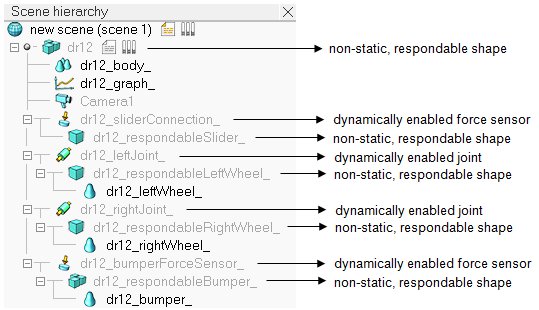 Scene hierarchy
new scene (scene 1)
dr12 non-static, respondable shape
dr12_body_
dr12_graph_
Camera1
dr12_sliderConnection_ dynamically enabled force sensor
dr12_respondableSlider_ non-static, respondable shape
dr12_leftJoint_ dynamically enabled joint
dr12_respondableLeftWheel_ non-static, respondable shape
dr12_leftWheel_
dr12_rightJoint_ dynamically enabled joint
dr12_respondableRightWheel_ non-static, respondable shape
dr12_rightWheel_
dr12_bumperForceSensor_ dynamically enabled force sensor
dr12_respondableBumper_ non-static, respondable shape
dr12_bumper_